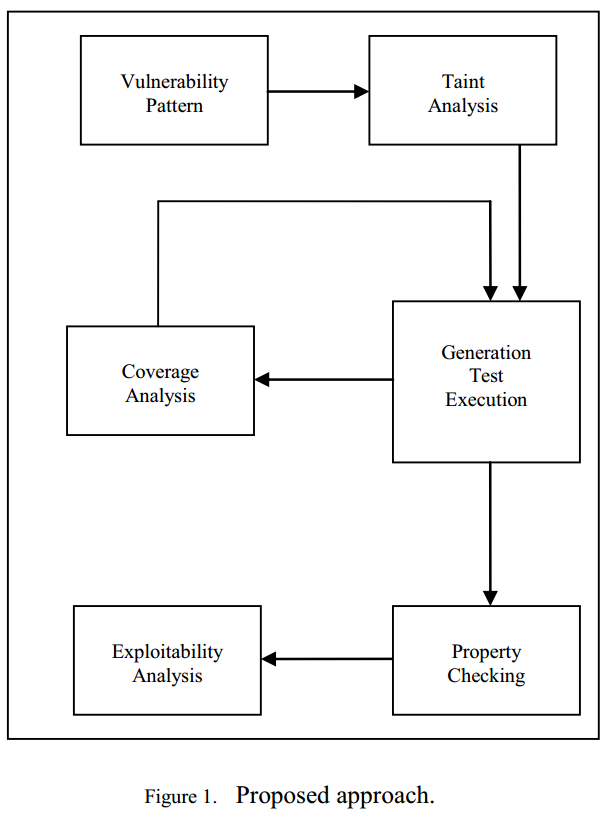 Vulnerability
Pattern
Taint
Analysis
Coverage
Analysis
Generation
Test
Execution
Exploitability
Analysis
Property
Checking
Figure 1. Proposed approach.